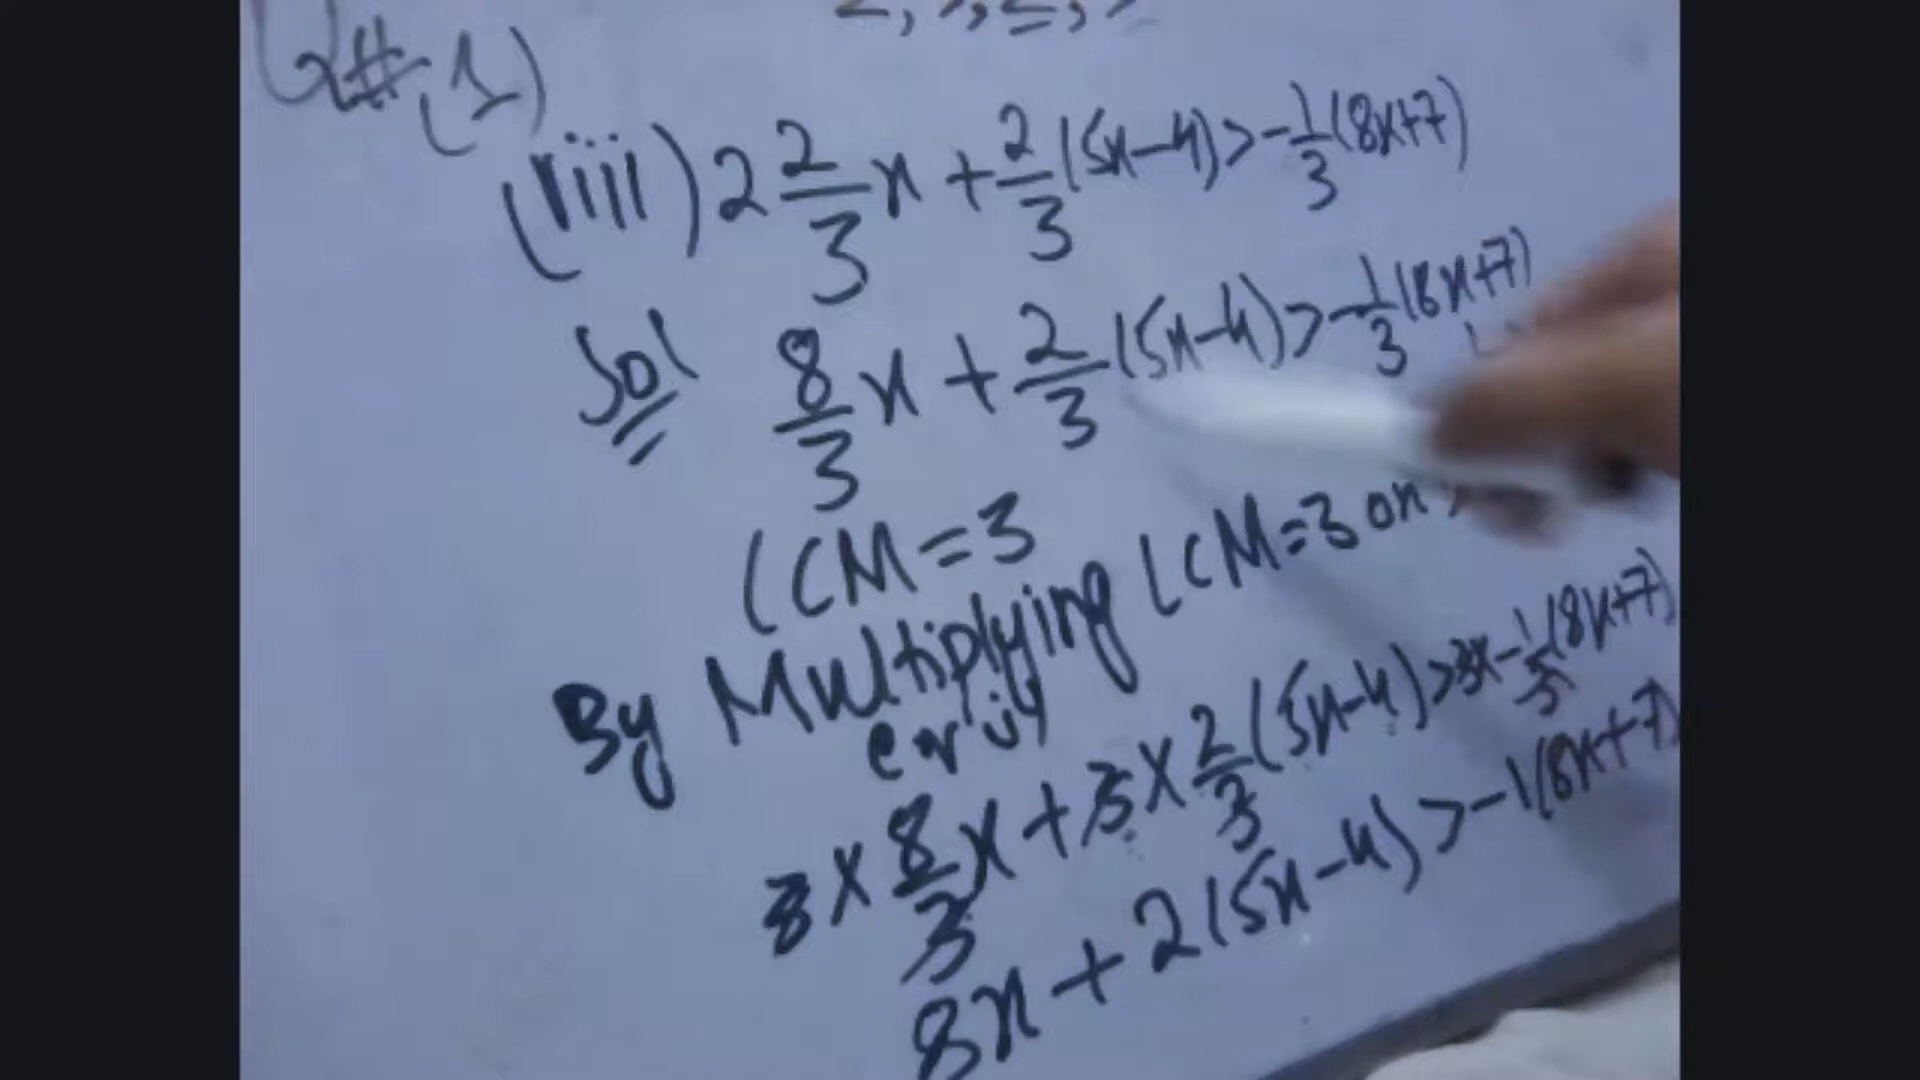 Q#(1)
(viii) 2 2/3 x + 2/3 (5x-4) > -1/3 (8x+7)
Sol 8/3 x + 2/3 (5x-4) > -1/3 (8x+7)
LCM=3
By Multiplying LCM=3 on
3 × 8/3 x + 3 × 2/3 (5x-4) > 3x -1/3 (8x+7)
8x + 2(5x-4) > -1(8x+7)